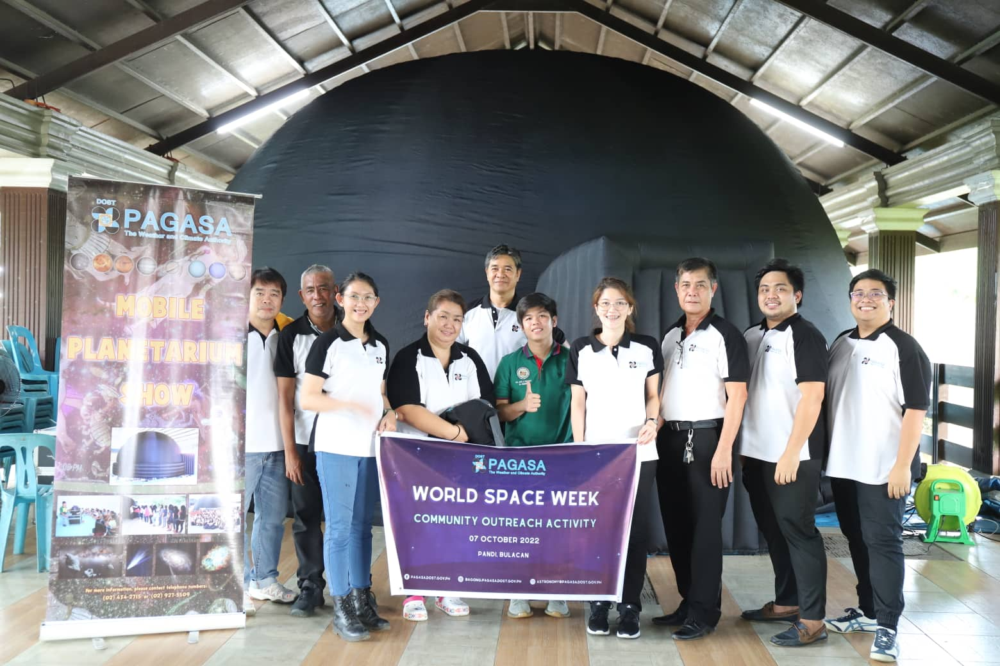 DOST
PAGASA
The Weather and Climate Authority
MOBILE
PLANETARIUM
SHOW
For more information, please contact telephone numbers:
(02) 434-2715 or (02) 927-5509
DOST
PAGASA
The Weather and Climate Authority
WORLD SPACE WEEK
COMMUNITY OUTREACH ACTIVITY
07 OCTOBER 2022
PANDI, BULACAN
PAGASA.DOST.GOV.PH
BAGONG.PAGASA.DOST.GOV.PH
ASTRONOMY@PAGASA.DOST.GOV.PH